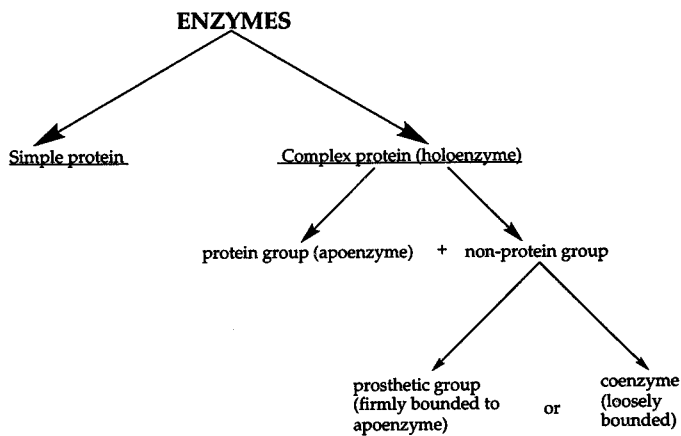 ENZYMES
Simple protein
Complex protein (holoenzyme)
protein group (apoenzyme) + non-protein group
prosthetic group
(firmly bounded to
apoenzyme)
or
coenzyme
(loosely
bounded)